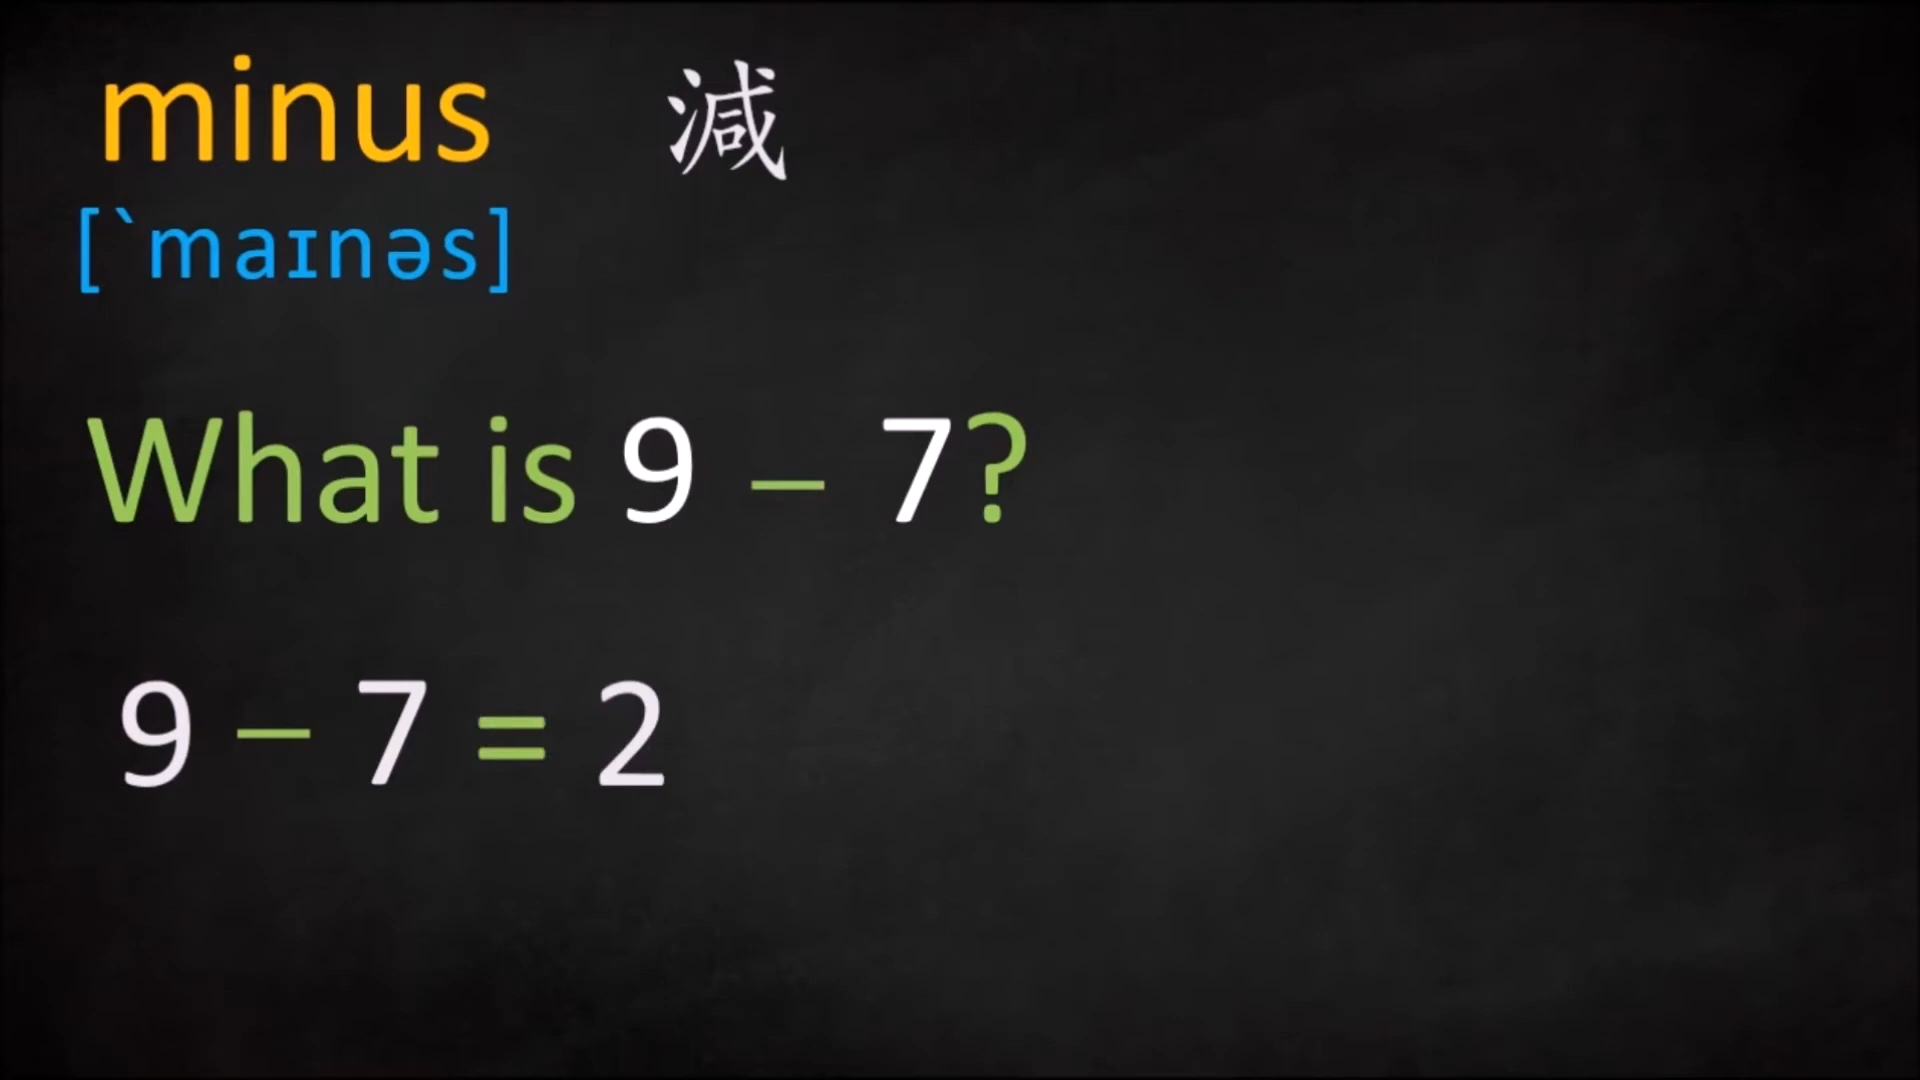 minus 減
[ˋmaɪnəs]
What is 9 – 7?
9 – 7 = 2